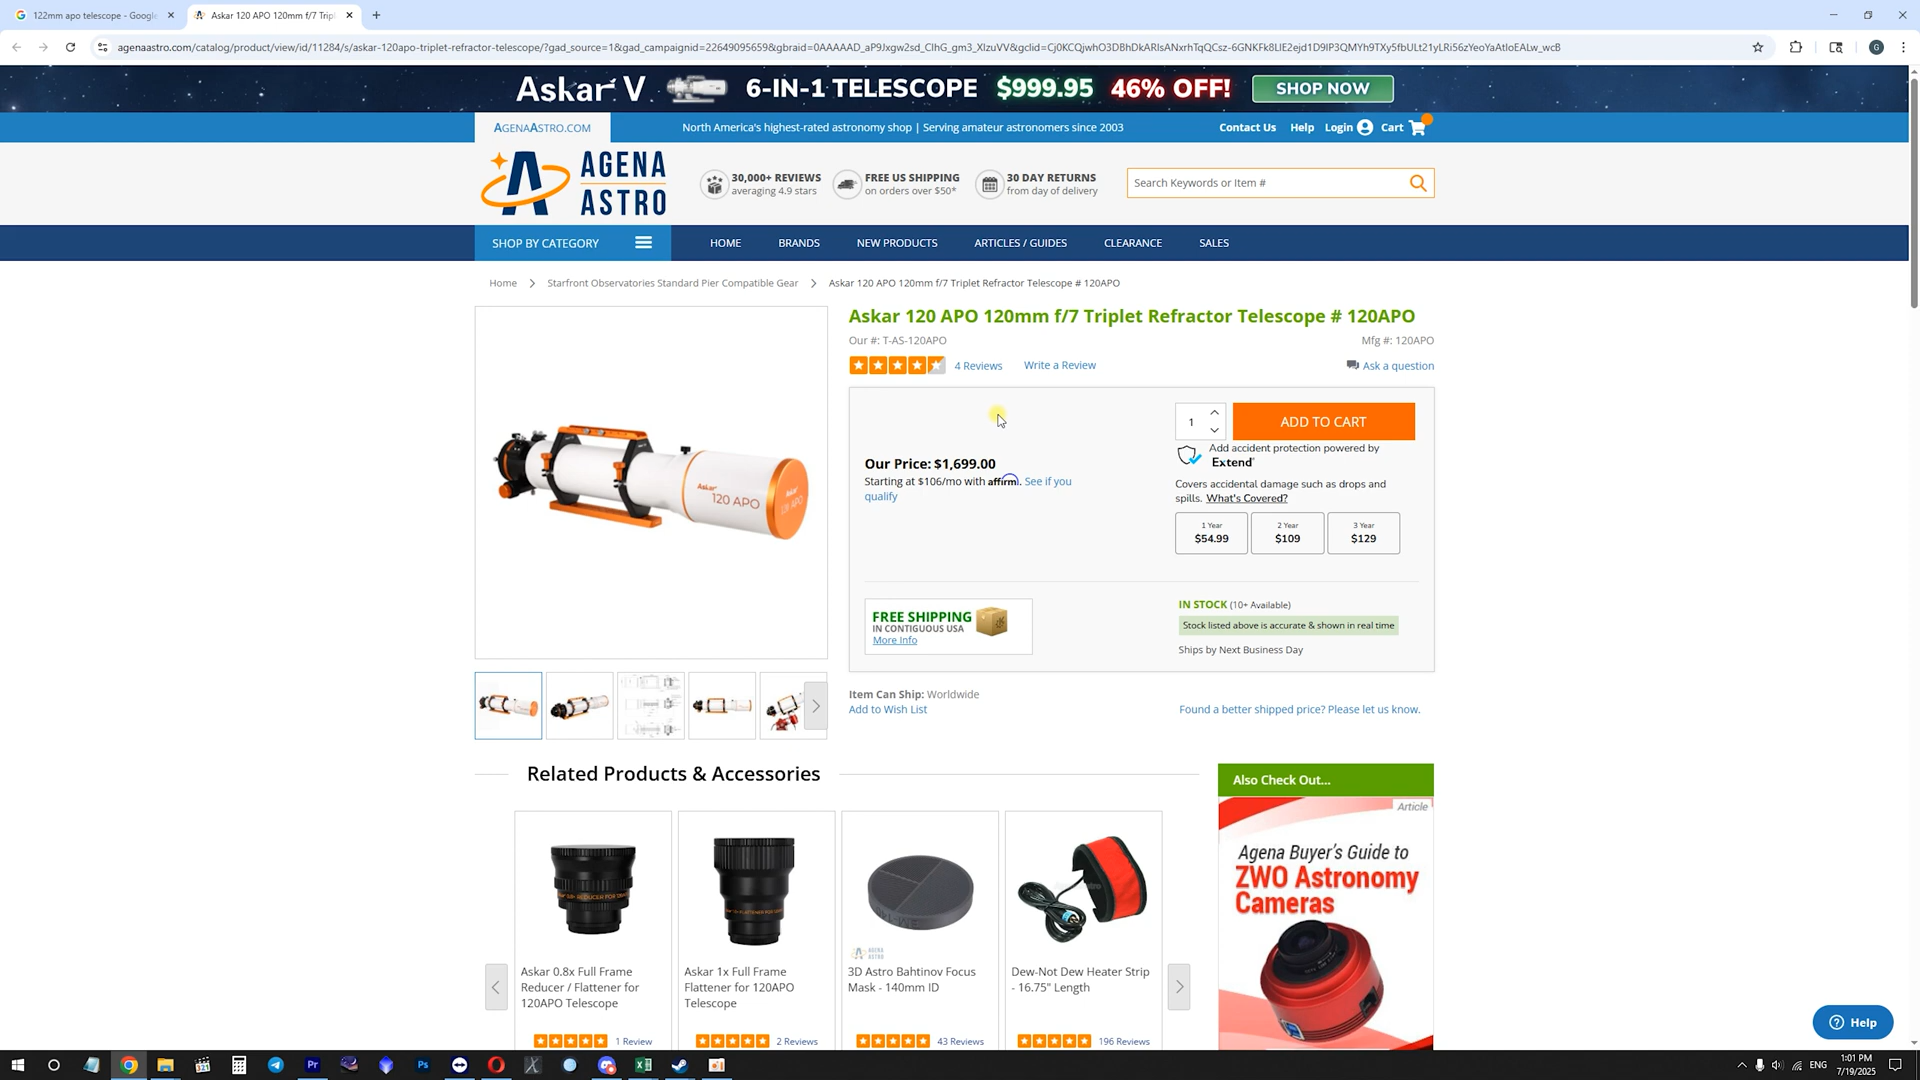 122mm apo telescope - Google
Askar 120 APO 120mm f/7 Tripl
agenaastro.com/catalog/product/view/id/11284/s/askar-120apo-triplet-refractor-telescope/?gad_source=1&gad_campaignid=22649095659&gbraid=
Askar V 6-IN-1 TELESCOPE $999.95 46% OFF! SHOP NOW
AGENAASTRO.COM
North America's highest-rated astronomy shop | Serving amateur astronomers since 2003
Contact Us Help Login Cart
AGENA ASTRO
30,000+ REVIEWS
averaging 4.9 stars
FREE US SHIPPING
on orders over $50*
30 DAY RETURNS
from day of delivery
Search Keywords or Item #
SHOP BY CATEGORY
HOME BRANDS NEW PRODUCTS ARTICLES / GUIDES CLEARANCE SALES
Home > Starfront Observatories Standard Pier Compatible Gear > Askar 120 APO 120mm f/7 Triplet Refractor Telescope # 120APO
Askar 120 APO 120mm f/7 Triplet Refractor Telescope # 120APO
Our #: T-AS-120APO
Mfg #: 120APO
4 Reviews Write a Review
Ask a question
1
ADD TO CART
Our Price: $1,699.00
Starting at $106/mo with affirm. See if you
qualify
Add accident protection powered by
Extend
Covers accidental damage such as drops and
spills. What's Covered?
1 Year
$54.99
2 Year
$109
3 Year
$129
FREE SHIPPING
IN CONTIGUOUS USA
More Info
IN STOCK (10+ Available)
Stock listed above is accurate & shown in real time
Ships by Next Business Day
Askar
120 APO
Askar
120 APO
Item Can Ship: Worldwide
Add to Wish List
Found a better shipped price? Please let us know.
Related Products & Accessories
Askar 0.8x Full Frame
Reducer / Flattener for
120APO Telescope
1 Review
Askar 1x Full Frame
Flattener for 120APO
Telescope
2 Reviews
AGENA
ASTRO
3D Astro Bahtinov Focus
Mask - 140mm ID
43 Reviews
Dew-Not Dew Heater Strip
- 16.75" Length
196 Reviews
Also Check Out...
Article
Agena Buyer's Guide to
ZWO Astronomy
Cameras
Help
ENG
1:01 PM
7/19/2025